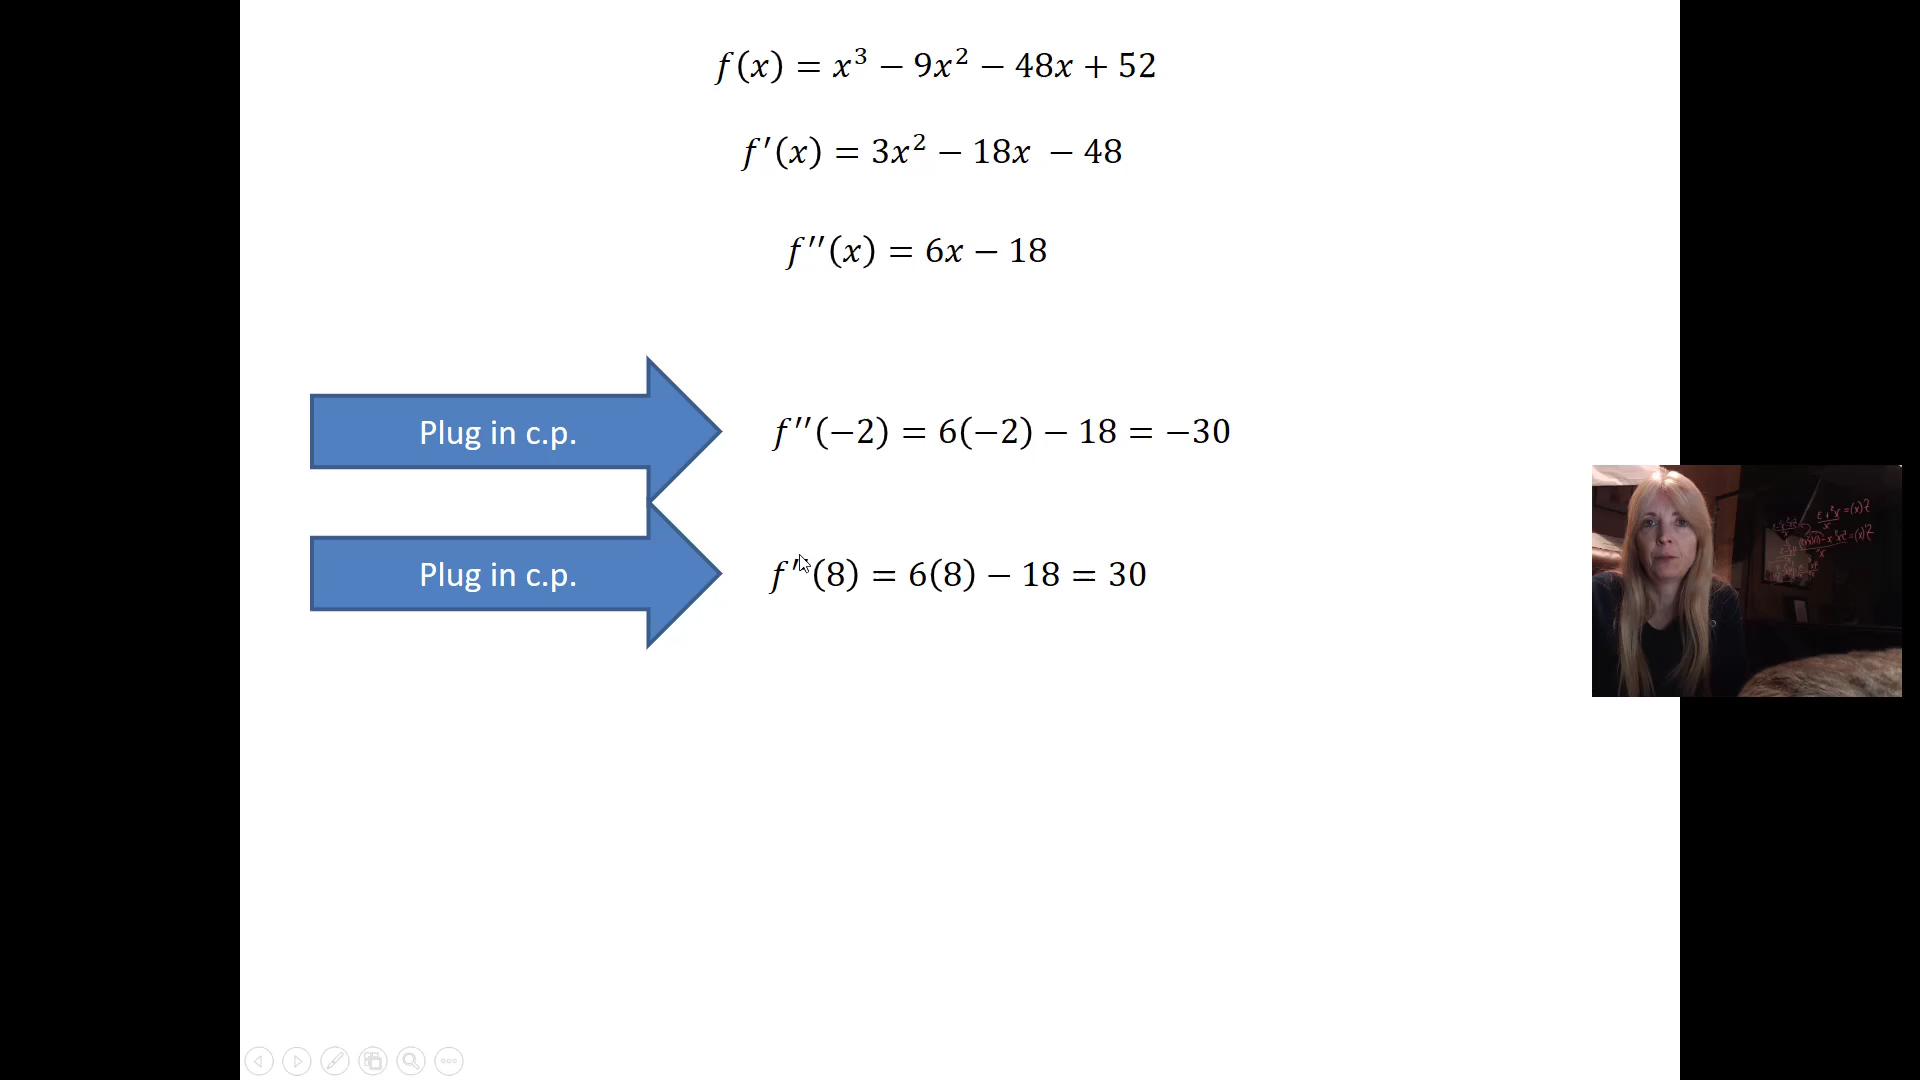 f(x) = x³ − 9x² − 48x + 52
f′(x) = 3x² − 18x − 48
f′′(x) = 6x − 18
Plug in c.p.
f′′(−2) = 6(−2) − 18 = −30
Plug in c.p.
f′′(8) = 6(8) − 18 = 30